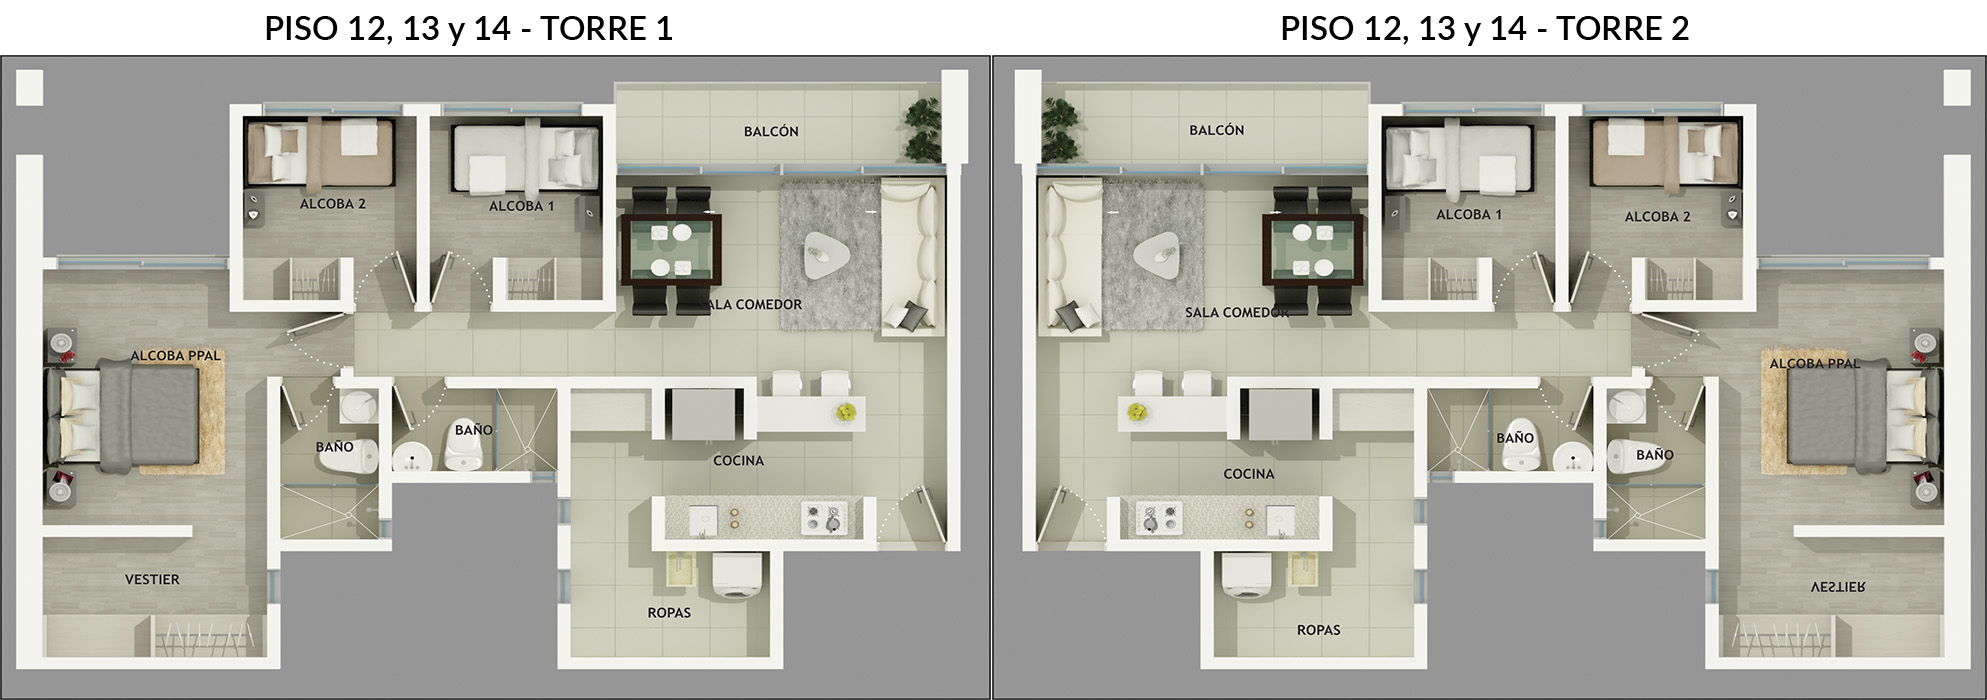 PISO 12, 13 y 14 - TORRE 1
BALCÓN
ALCOBA 2
ALCOBA 1
ALA COMEDOR
ALCOBA PPAL
BAÑO
BAÑO
COCINA
VESTIER
ROPAS
PISO 12, 13 y 14 - TORRE 2
BALCÓN
ALCOBA 1
ALCOBA 2
SALA COMEDOR
ALCOBA PPAL
BAÑO
BAÑO
COCINA
VESTIER
ROPAS